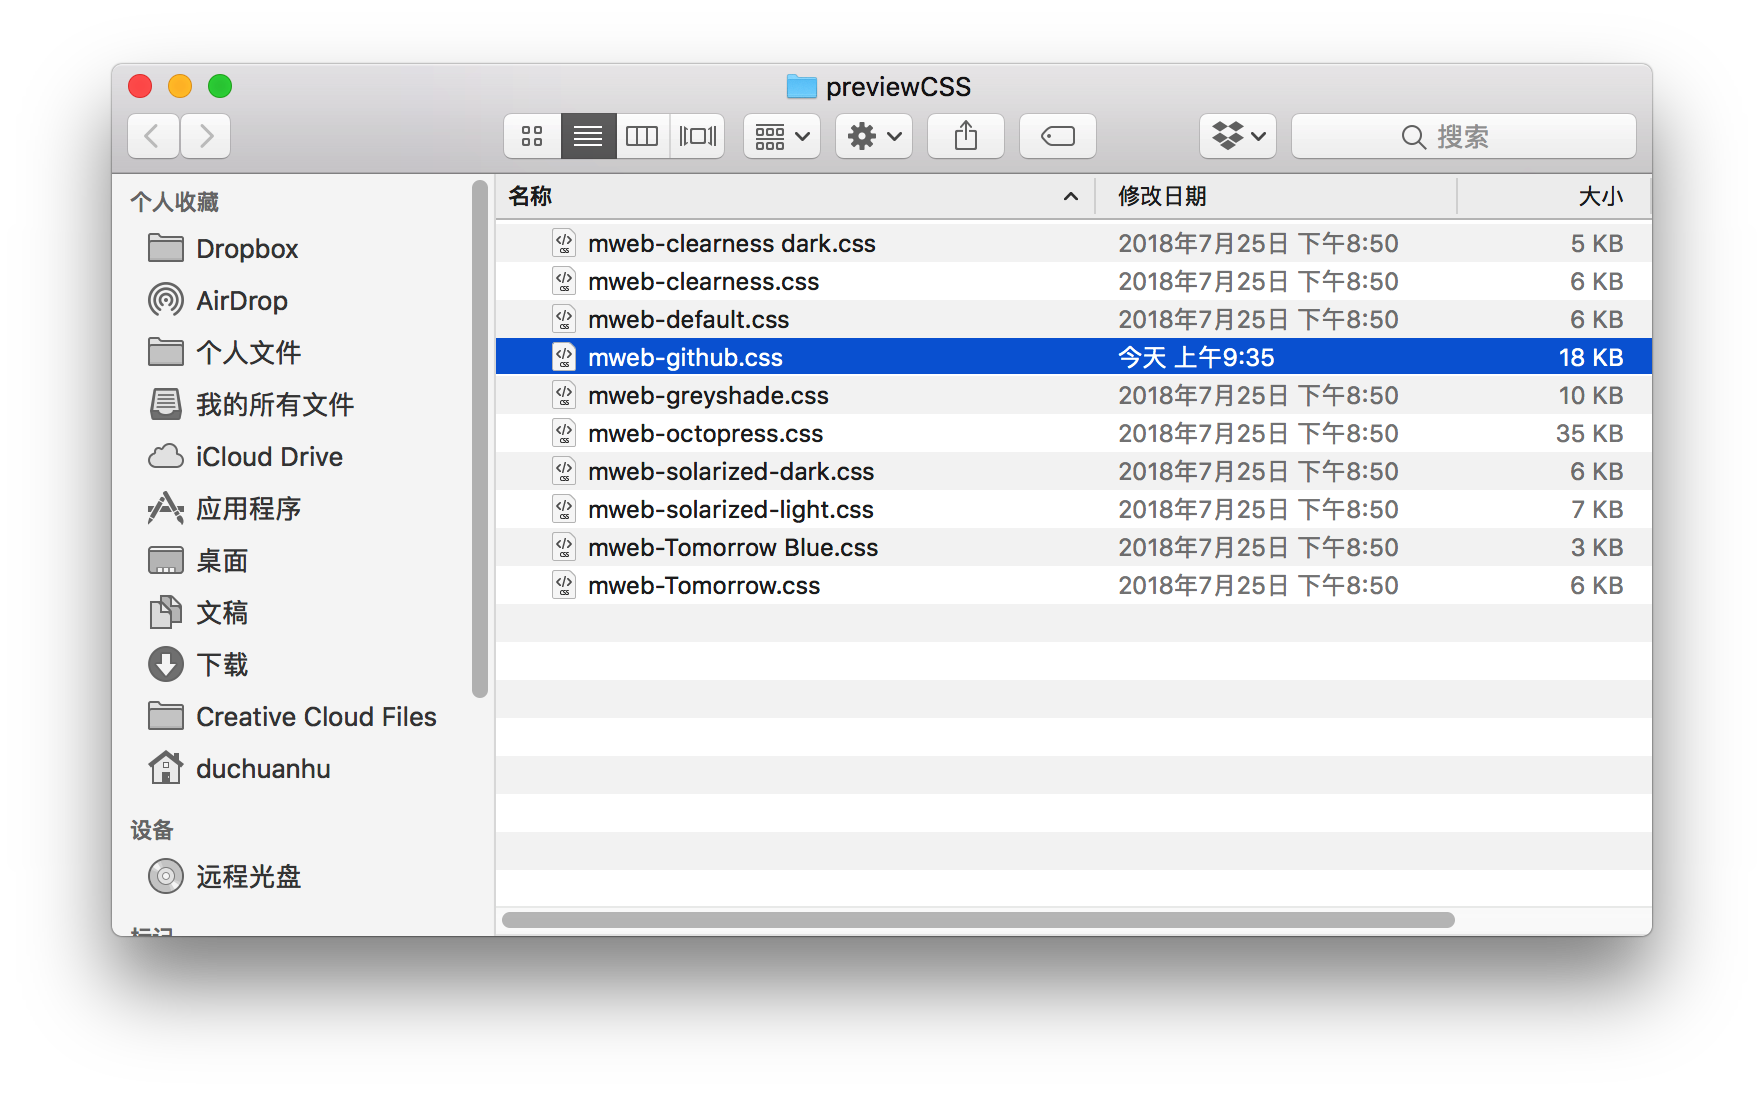 previewCSS
搜索
个人收藏
Dropbox
AirDrop
个人文件
我的所有文件
iCloud Drive
应用程序
桌面
文稿
下载
Creative Cloud Files
duchuanhu
设备
远程光盘
标记
名称 修改日期 大小
mweb-clearness dark.css 2018年7月25日 下午8:50 5 KB
mweb-clearness.css 2018年7月25日 下午8:50 6 KB
mweb-default.css 2018年7月25日 下午8:50 6 KB
mweb-github.css 今天 上午9:35 18 KB
mweb-greyshade.css 2018年7月25日 下午8:50 10 KB
mweb-octopress.css 2018年7月25日 下午8:50 35 KB
mweb-solarized-dark.css 2018年7月25日 下午8:50 6 KB
mweb-solarized-light.css 2018年7月25日 下午8:50 7 KB
mweb-Tomorrow Blue.css 2018年7月25日 下午8:50 3 KB
mweb-Tomorrow.css 2018年7月25日 下午8:50 6 KB